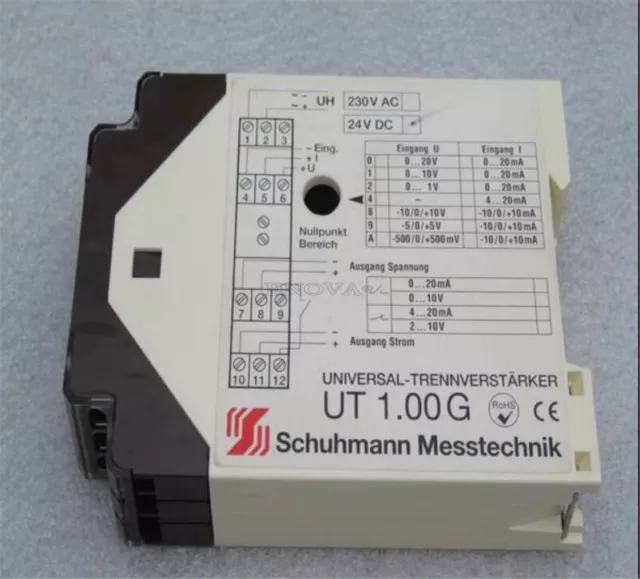 UH 230V AC
24V DC
1 2 3
Eing.
+ I
+U
4 5 6
Nullpunkt
Bereich
Eingang U Eingang I
0 0...20V 0...20mA
1 0...10V 0...20mA
2 0... 1V 0...20mA
4 - 4...20mA
8 -10/0/+10V -10/0/+10mA
9 -5/0/+5V -10/0/+10mA
A -500/0/+500mV -10/0/+10mA
- +
Ausgang Spannung
0...20mA
0...10V
4...20mA
2...10V
7 8 9
- +
Ausgang Strom
10 11 12
UNIVERSAL-TRENNVERSTÄRKER
UT 1.00G RoHS CE
Schuhmann Messtechnik